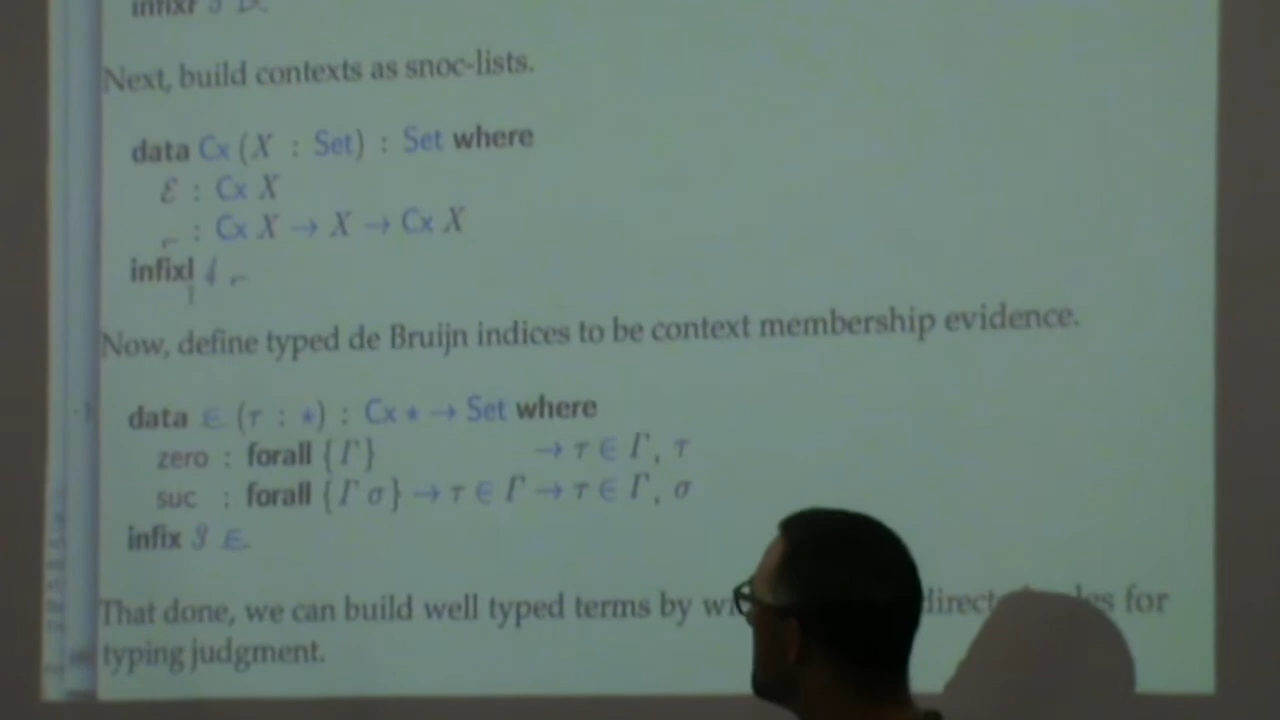 Next, build contexts as snoc-lists.
data Cx (X : Set) : Set where
ℰ : Cx X
_,_ : Cx X → X → Cx X
infixl 4 _,_
Now, define typed de Bruijn indices to be context membership evidence.
data _∈_ (τ : ⋆) : Cx ⋆ → Set where
zero : forall {Γ} → τ ∈ Γ, τ
suc : forall {Γ σ} → τ ∈ Γ → τ ∈ Γ, σ
infix 3 _∈_
That done, we can build well typed terms by for
typing judgment.